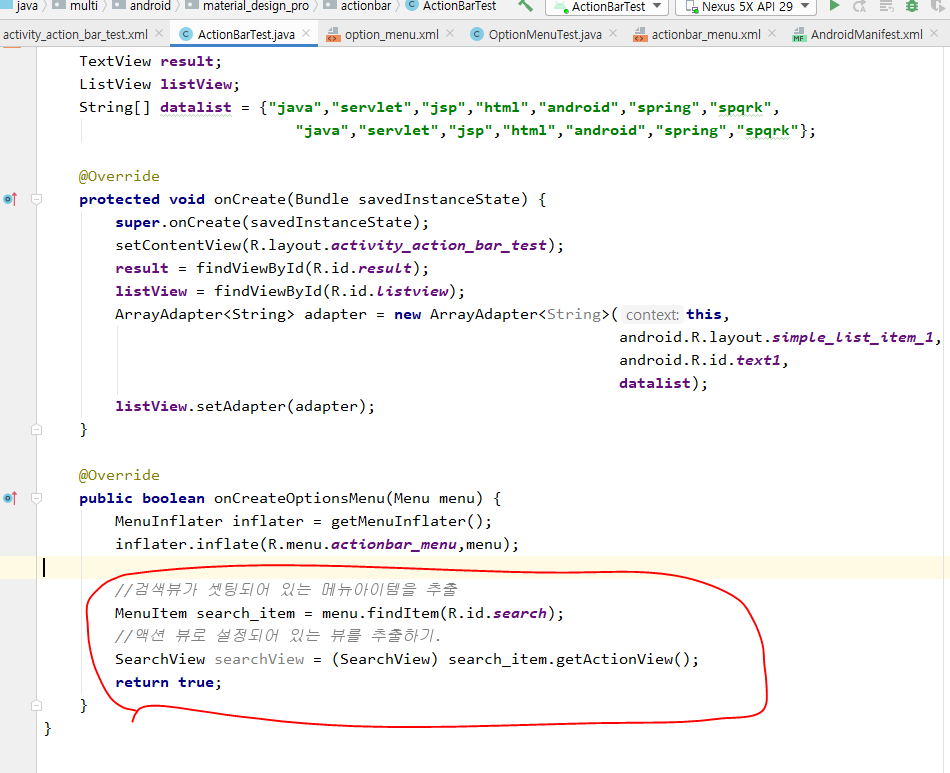 java multi android material_design_pro actionbar ActionBarTest ActionBarTest Nexus 5X API 29
activity_action_bar_test.xml ActionBarTest.java option_menu.xml OptionMenuTest.java actionbar_menu.xml AndroidManifest.xml
TextView result;
ListView listView;
String[] datalist = {"java","servlet","jsp","html","android","spring","spqrk",
"java","servlet","jsp","html","android","spring","spqrk"};
@Override
protected void onCreate(Bundle savedInstanceState) {
super.onCreate(savedInstanceState);
setContentView(R.layout.activity_action_bar_test);
result = findViewById(R.id.result);
listView = findViewById(R.id.listview);
ArrayAdapter<String> adapter = new ArrayAdapter<String>( context: this,
android.R.layout.simple_list_item_1,
android.R.id.text1,
datalist);
listView.setAdapter(adapter);
}
@Override
public boolean onCreateOptionsMenu(Menu menu) {
MenuInflater inflater = getMenuInflater();
inflater.inflate(R.menu.actionbar_menu,menu);
//검색뷰가 셋팅되어 있는 메뉴아이템을 추출
MenuItem search_item = menu.findItem(R.id.search);
//액션 뷰로 설정되어 있는 뷰를 추출하기.
SearchView searchView = (SearchView) search_item.getActionView();
return true;
}
}